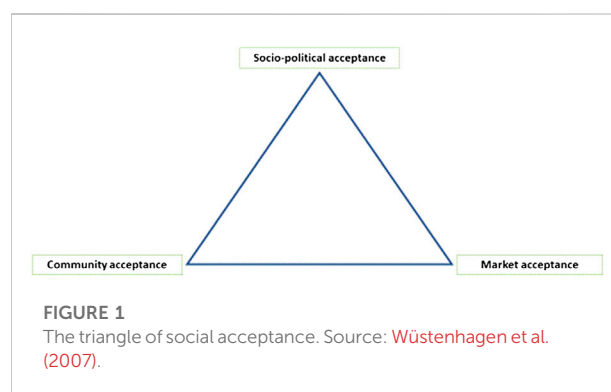 Socio-political acceptance
Community acceptance
Market acceptance
FIGURE 1
The triangle of social acceptance. Source: Wüstenhagen et al.
(2007).